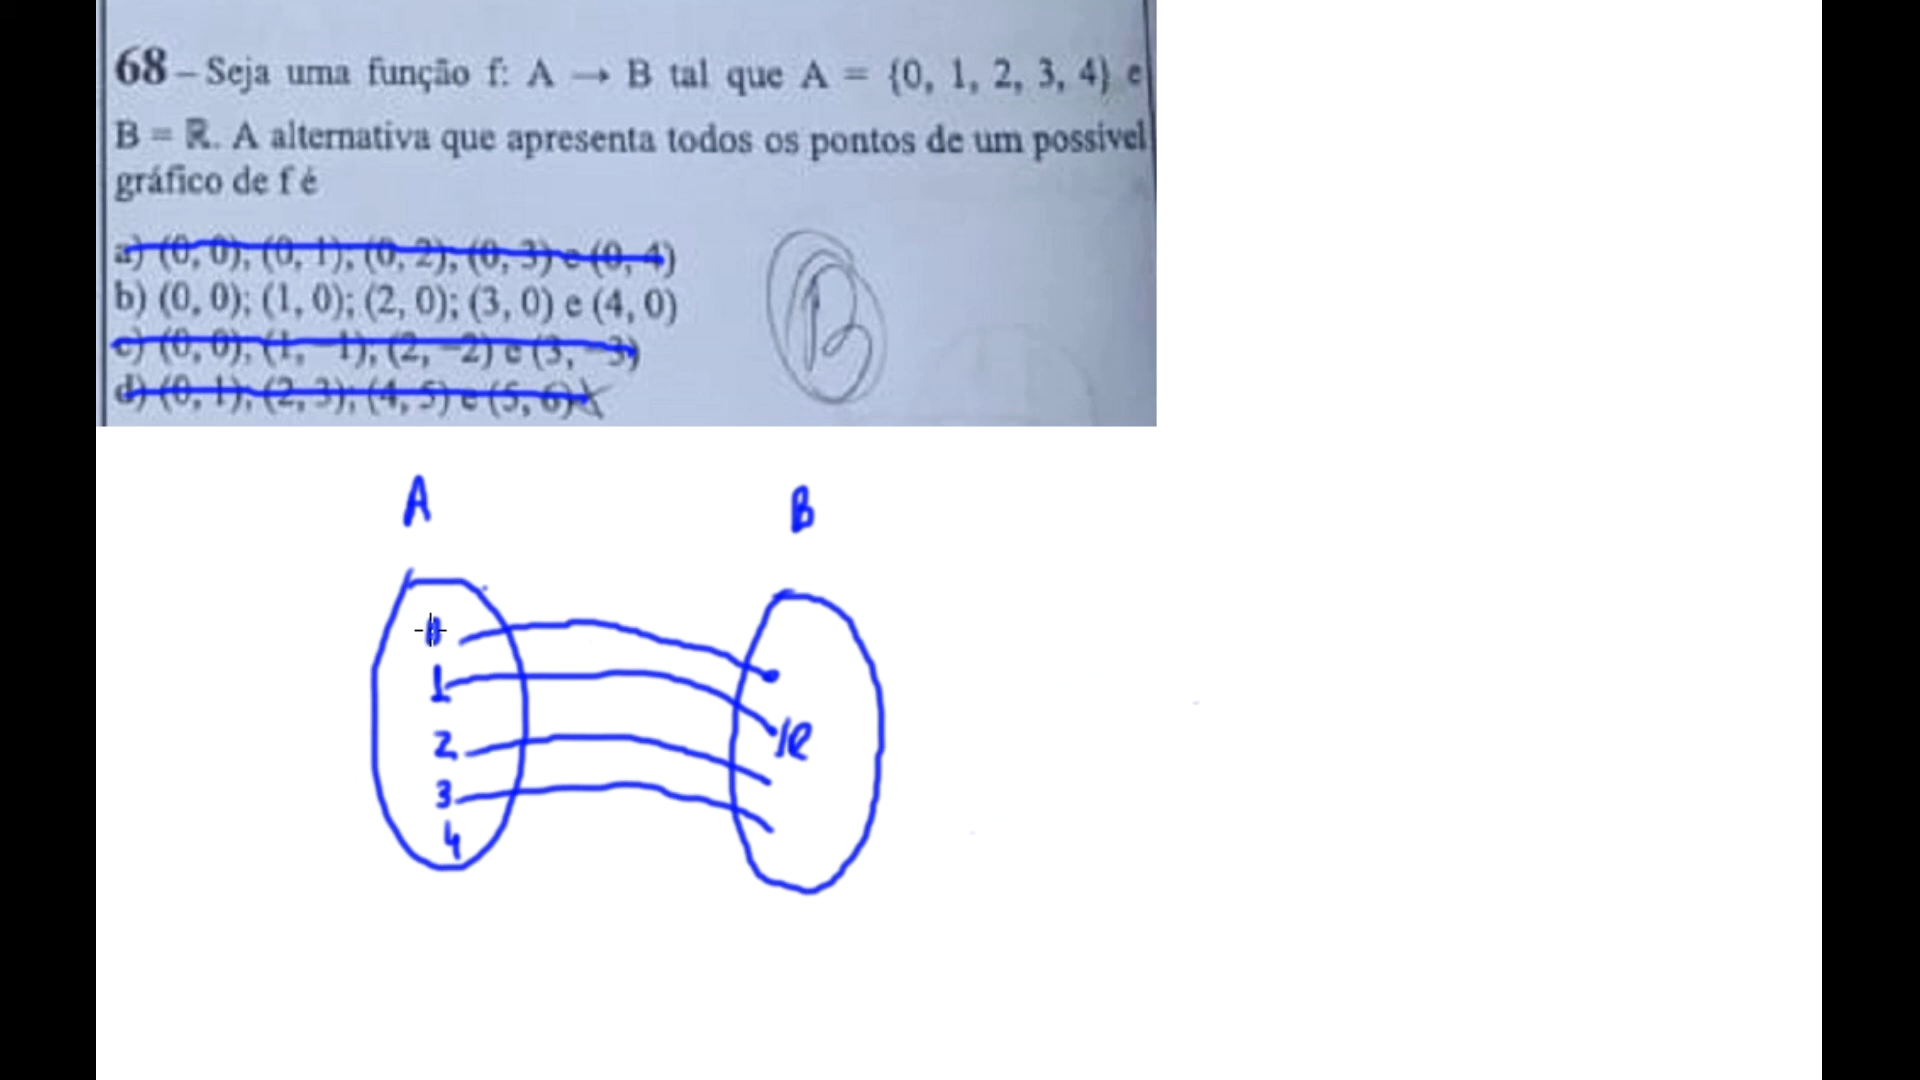 68 – Seja uma função f: A → B tal que A = {0, 1, 2, 3, 4} e
B = ℝ. A alternativa que apresenta todos os pontos de um possível
gráfico de f é
a) (0, 0); (0, 1); (0, 2); (0, 3) e (0, 4)
b) (0, 0); (1, 0); (2, 0); (3, 0) e (4, 0)
c) (0, 0); (1, –1); (2, –2) e (3, –3)
d) (0, 1); (2, 3); (4, 5) e (5, 6)
B
A B
0
1
2 ℝ
3
4